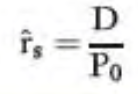 r̂ₛ = D/P₀